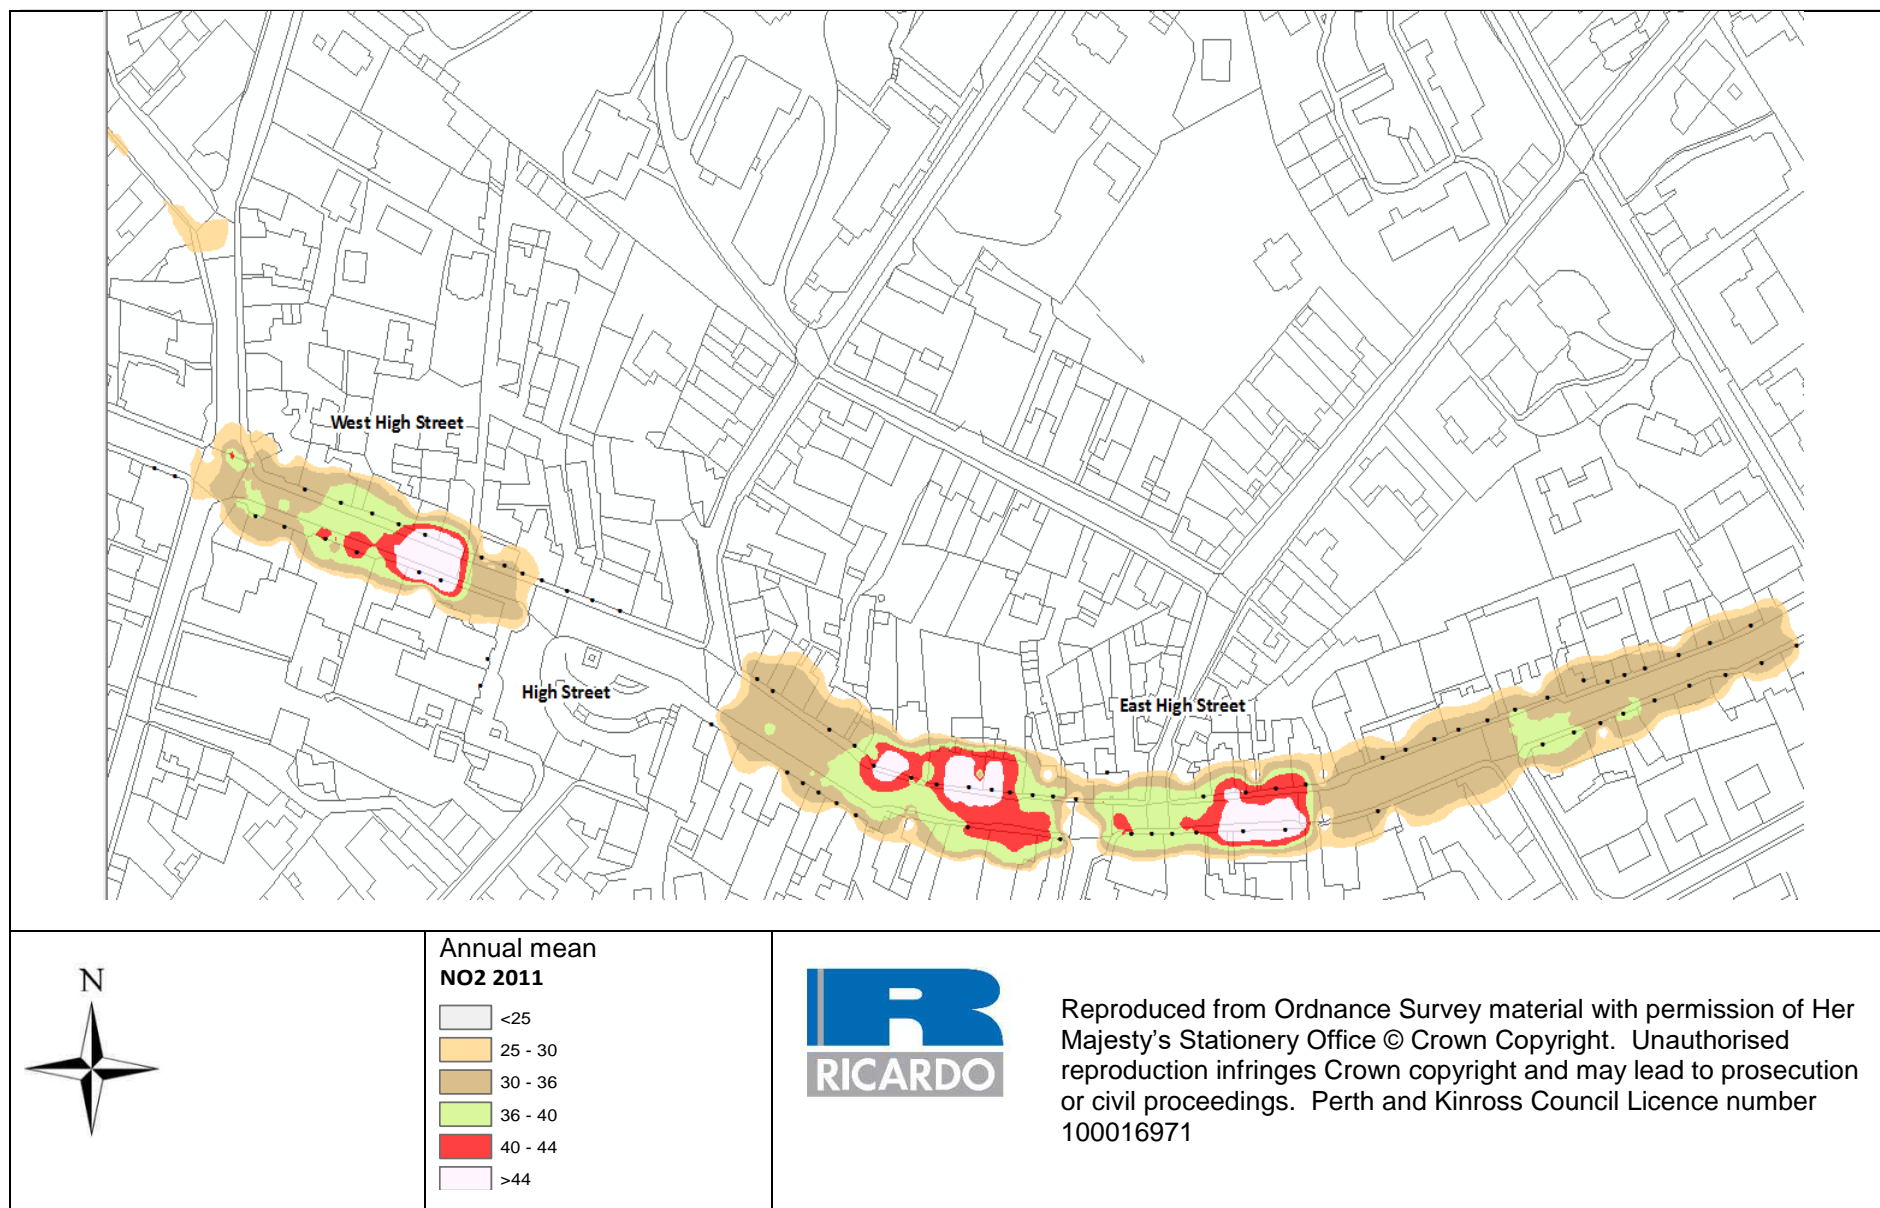 West High Street
High Street
East High Street
N
Annual mean
NO2 2011
<25
25 - 30
30 - 36
36 - 40
40 - 44
>44
R
RICARDO
Reproduced from Ordnance Survey material with permission of Her
Majesty's Stationery Office © Crown Copyright.  Unauthorised
reproduction infringes Crown copyright and may lead to prosecution
or civil proceedings.  Perth and Kinross Council Licence number
100016971